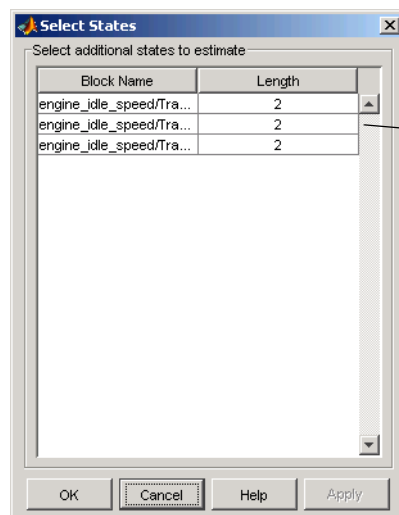 Select States
Select additional states to estimate
Block Name Length
engine_idle_speed/Tra... 2
engine_idle_speed/Tra... 2
engine_idle_speed/Tra... 2
OK Cancel Help Apply